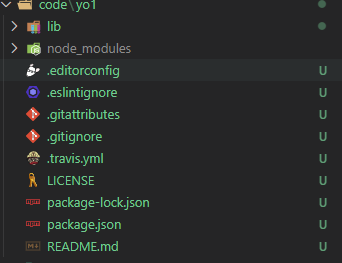 code\yo1
lib
node_modules
.editorconfig U
.eslintignore U
.gitattributes U
.gitignore U
.travis.yml U
LICENSE U
package-lock.json U
package.json U
README.md U